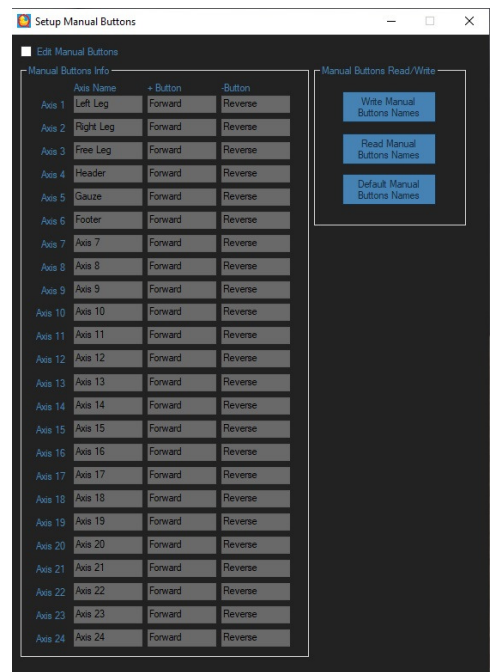 Setup Manual Buttons
Edit Manual Buttons
Manual Buttons Info
Axis Name + Button -Button
Axis 1 Left Leg Forward Reverse
Axis 2 Right Leg Forward Reverse
Axis 3 Free Leg Forward Reverse
Axis 4 Header Forward Reverse
Axis 5 Gauze Forward Reverse
Axis 6 Footer Forward Reverse
Axis 7 Axis 7 Forward Reverse
Axis 8 Axis 8 Forward Reverse
Axis 9 Axis 9 Forward Reverse
Axis 10 Axis 10 Forward Reverse
Axis 11 Axis 11 Forward Reverse
Axis 12 Axis 12 Forward Reverse
Axis 13 Axis 13 Forward Reverse
Axis 14 Axis 14 Forward Reverse
Axis 15 Axis 15 Forward Reverse
Axis 16 Axis 16 Forward Reverse
Axis 17 Axis 17 Forward Reverse
Axis 18 Axis 18 Forward Reverse
Axis 19 Axis 19 Forward Reverse
Axis 20 Axis 20 Forward Reverse
Axis 21 Axis 21 Forward Reverse
Axis 22 Axis 22 Forward Reverse
Axis 23 Axis 23 Forward Reverse
Axis 24 Axis 24 Forward Reverse
Manual Buttons Read/Write
Write Manual
Buttons Names
Read Manual
Buttons Names
Default Manual
Buttons Names